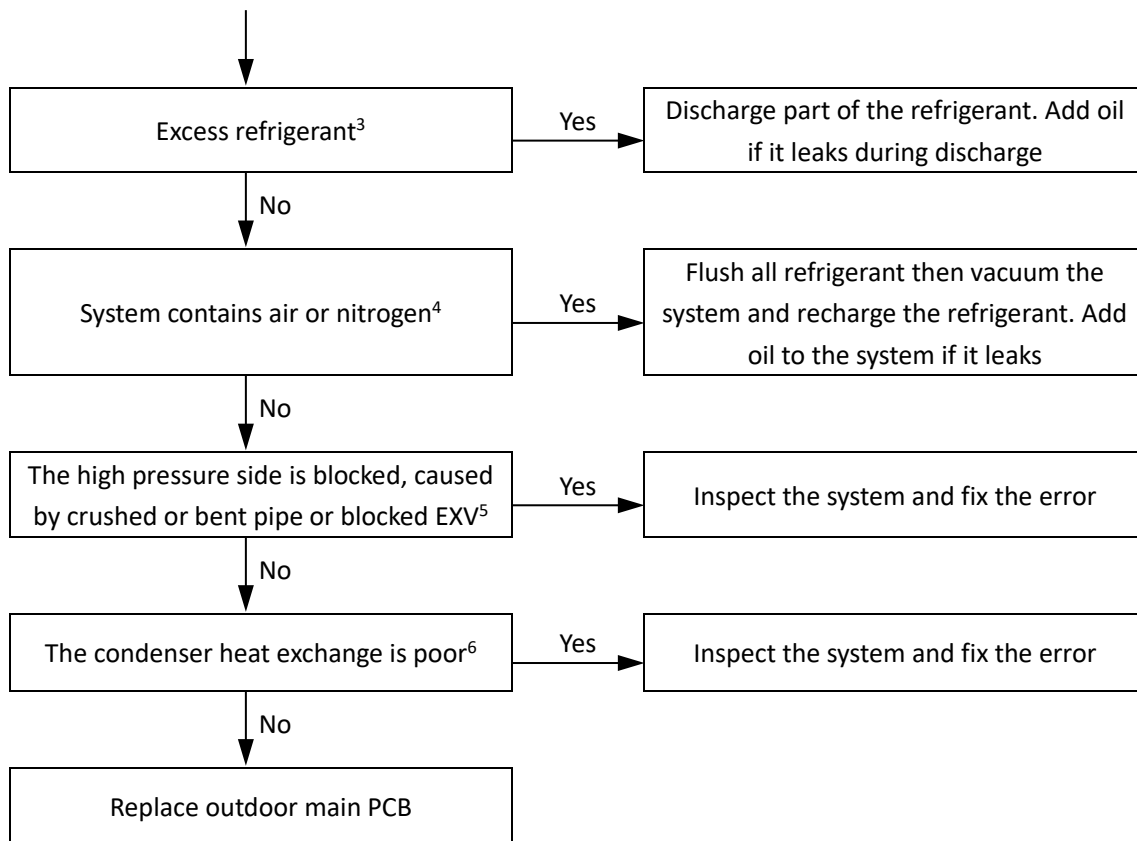 Excess refrigerant³
Yes
Discharge part of the refrigerant. Add oil
if it leaks during discharge
No
System contains air or nitrogen⁴
Yes
Flush all refrigerant then vacuum the
system and recharge the refrigerant. Add
oil to the system if it leaks
No
The high pressure side is blocked, caused
by crushed or bent pipe or blocked EXV⁵
Yes
Inspect the system and fix the error
No
The condenser heat exchange is poor⁶
Yes
Inspect the system and fix the error
No
Replace outdoor main PCB